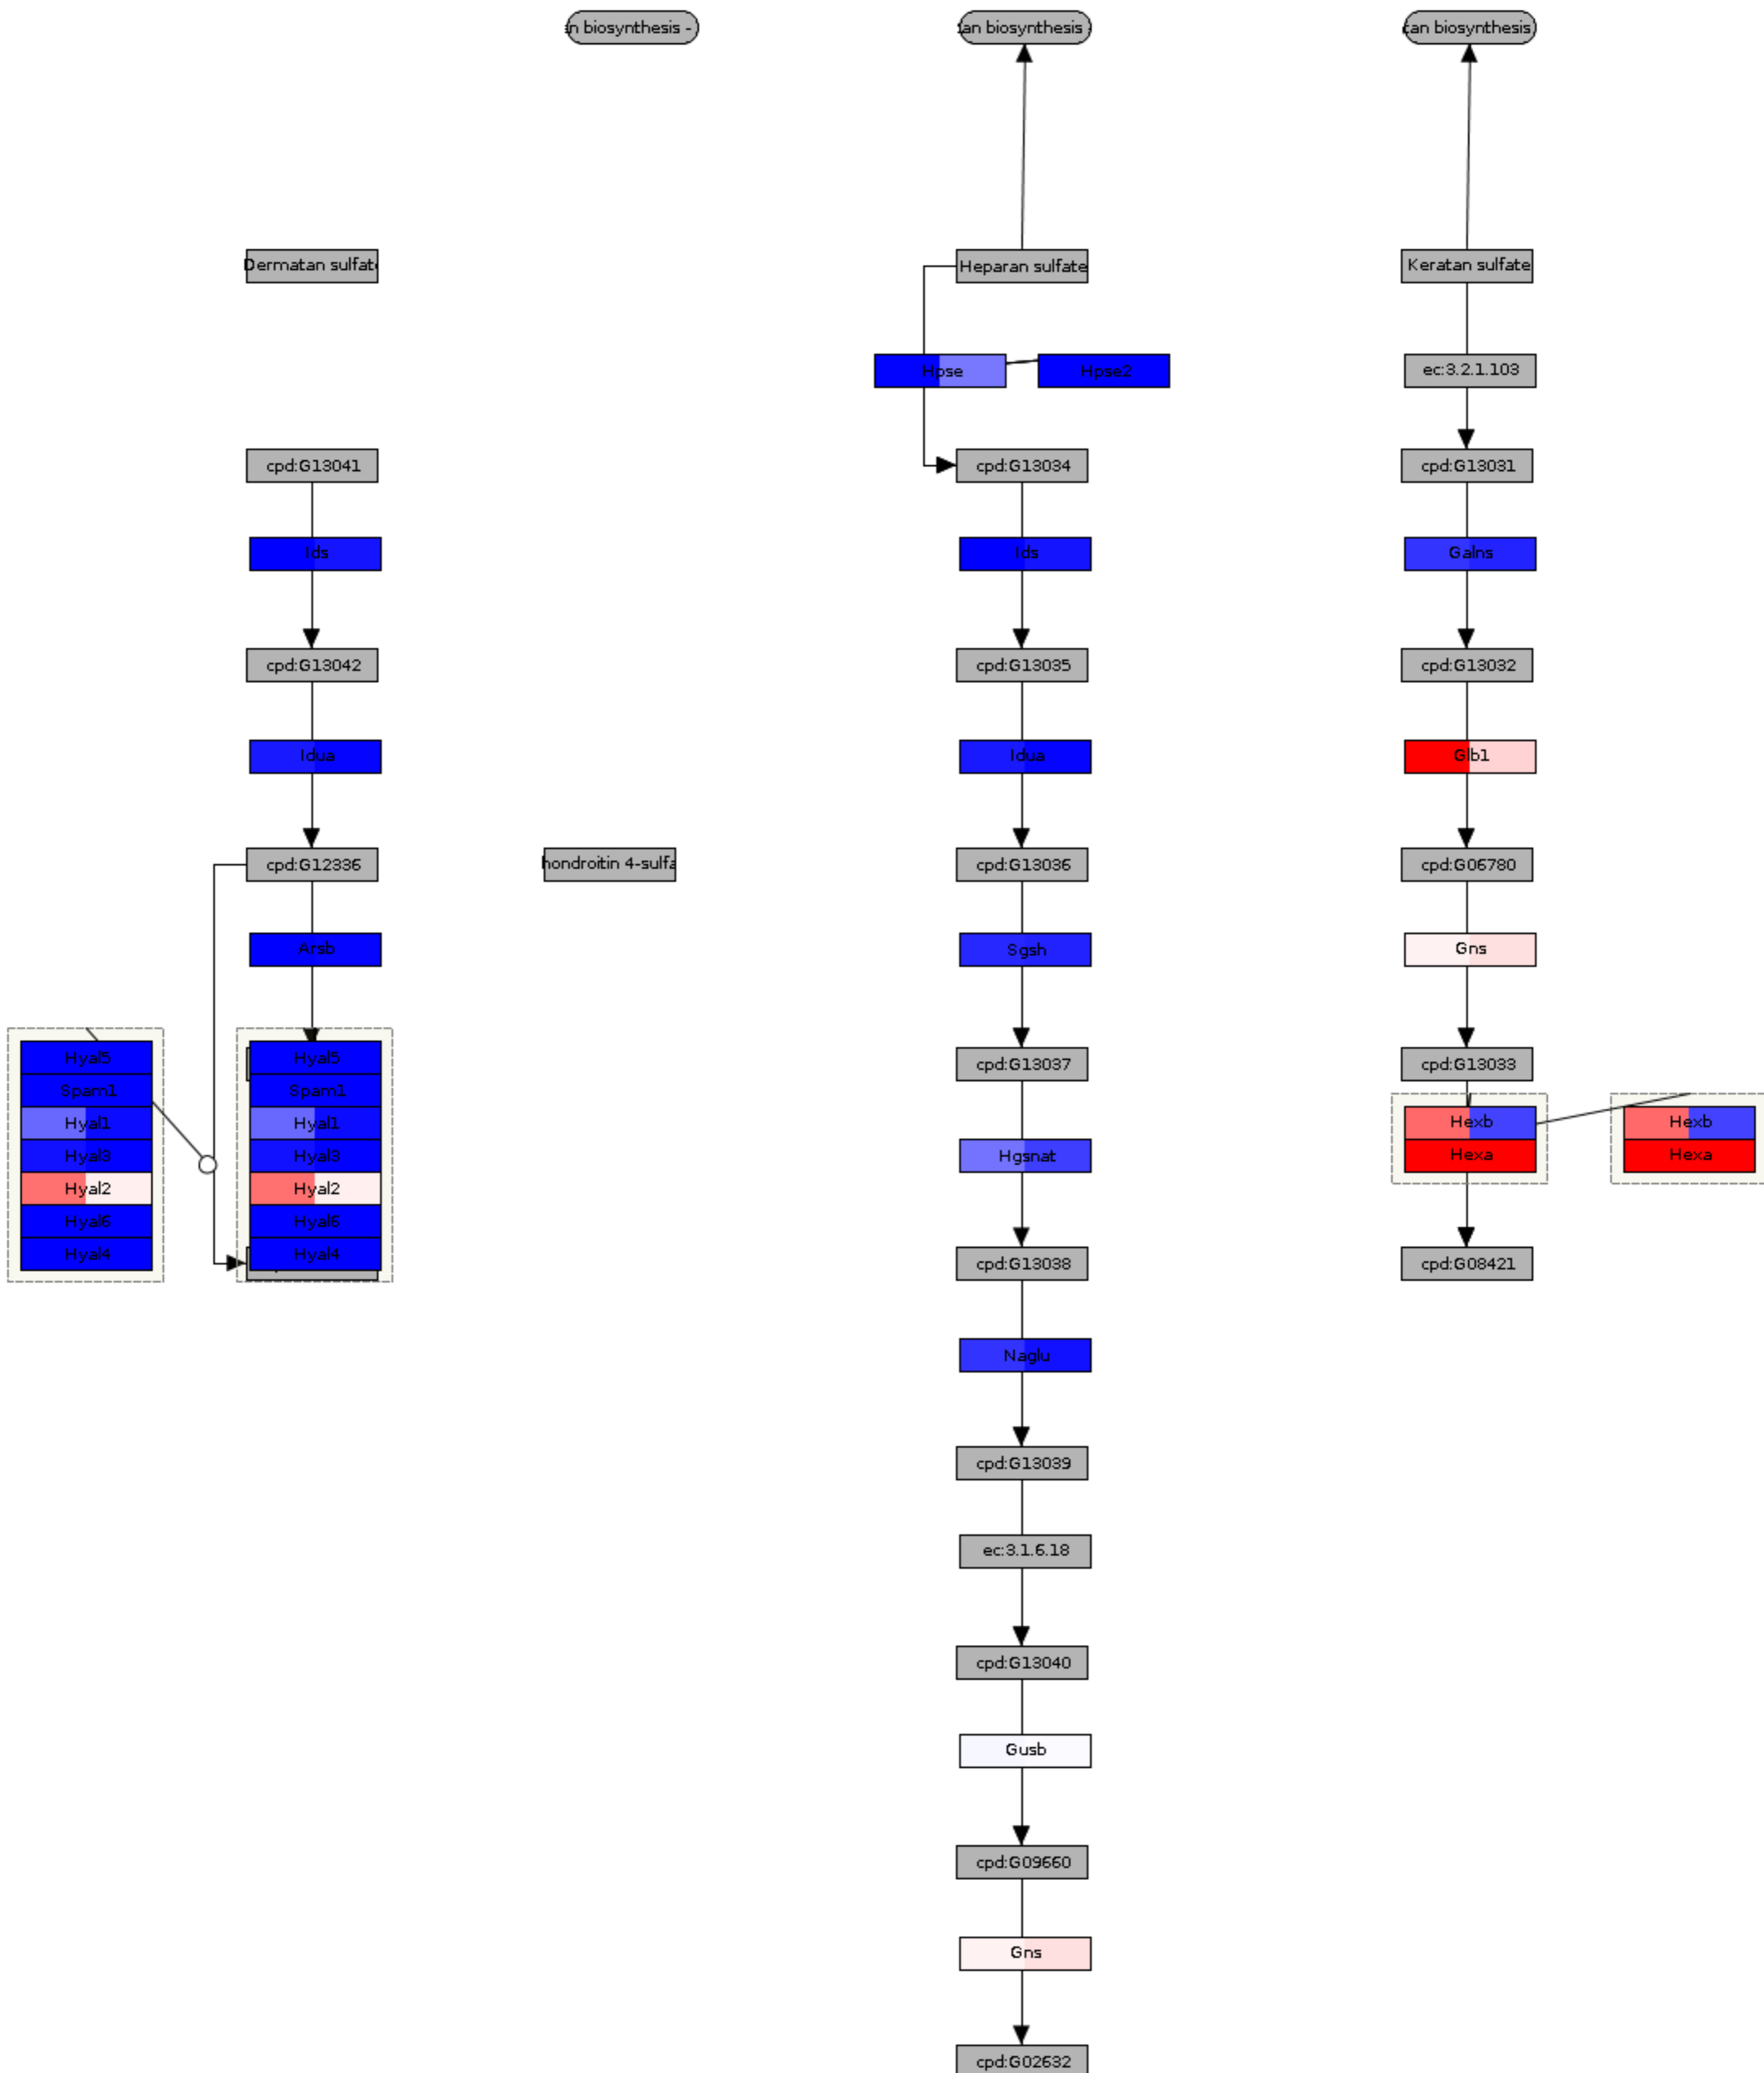 n biosynthesis -
an biosynthesis -
can biosynthesis
Dermatan sulfat
Heparan sulfate
Keratan sulfate
Hpse
Hpse2
ec:3.2.1.103
cpd:G13041
cpd:G13034
cpd:G13031
Ids
Ids
Galns
cpd:G13042
cpd:G13035
cpd:G13032
Idua
Idua
Glb1
cpd:G12336
hondroitin 4-sulfa
cpd:G13036
cpd:G06780
Arsb
Sgsh
Gns
Hyal5
Spam1
Hyal1
Hyal3
Hyal2
Hyal6
Hyal4
Hyal5
Spam1
Hyal1
Hyal3
Hyal2
Hyal6
Hyal4
cpd:G13037
cpd:G13033
Hexb
Hexa
Hexb
Hexa
Hgsnat
cpd:G13038
cpd:G08421
Naglu
cpd:G13039
ec:3.1.6.18
cpd:G13040
Gusb
cpd:G09660
Gns
cpd:G02632